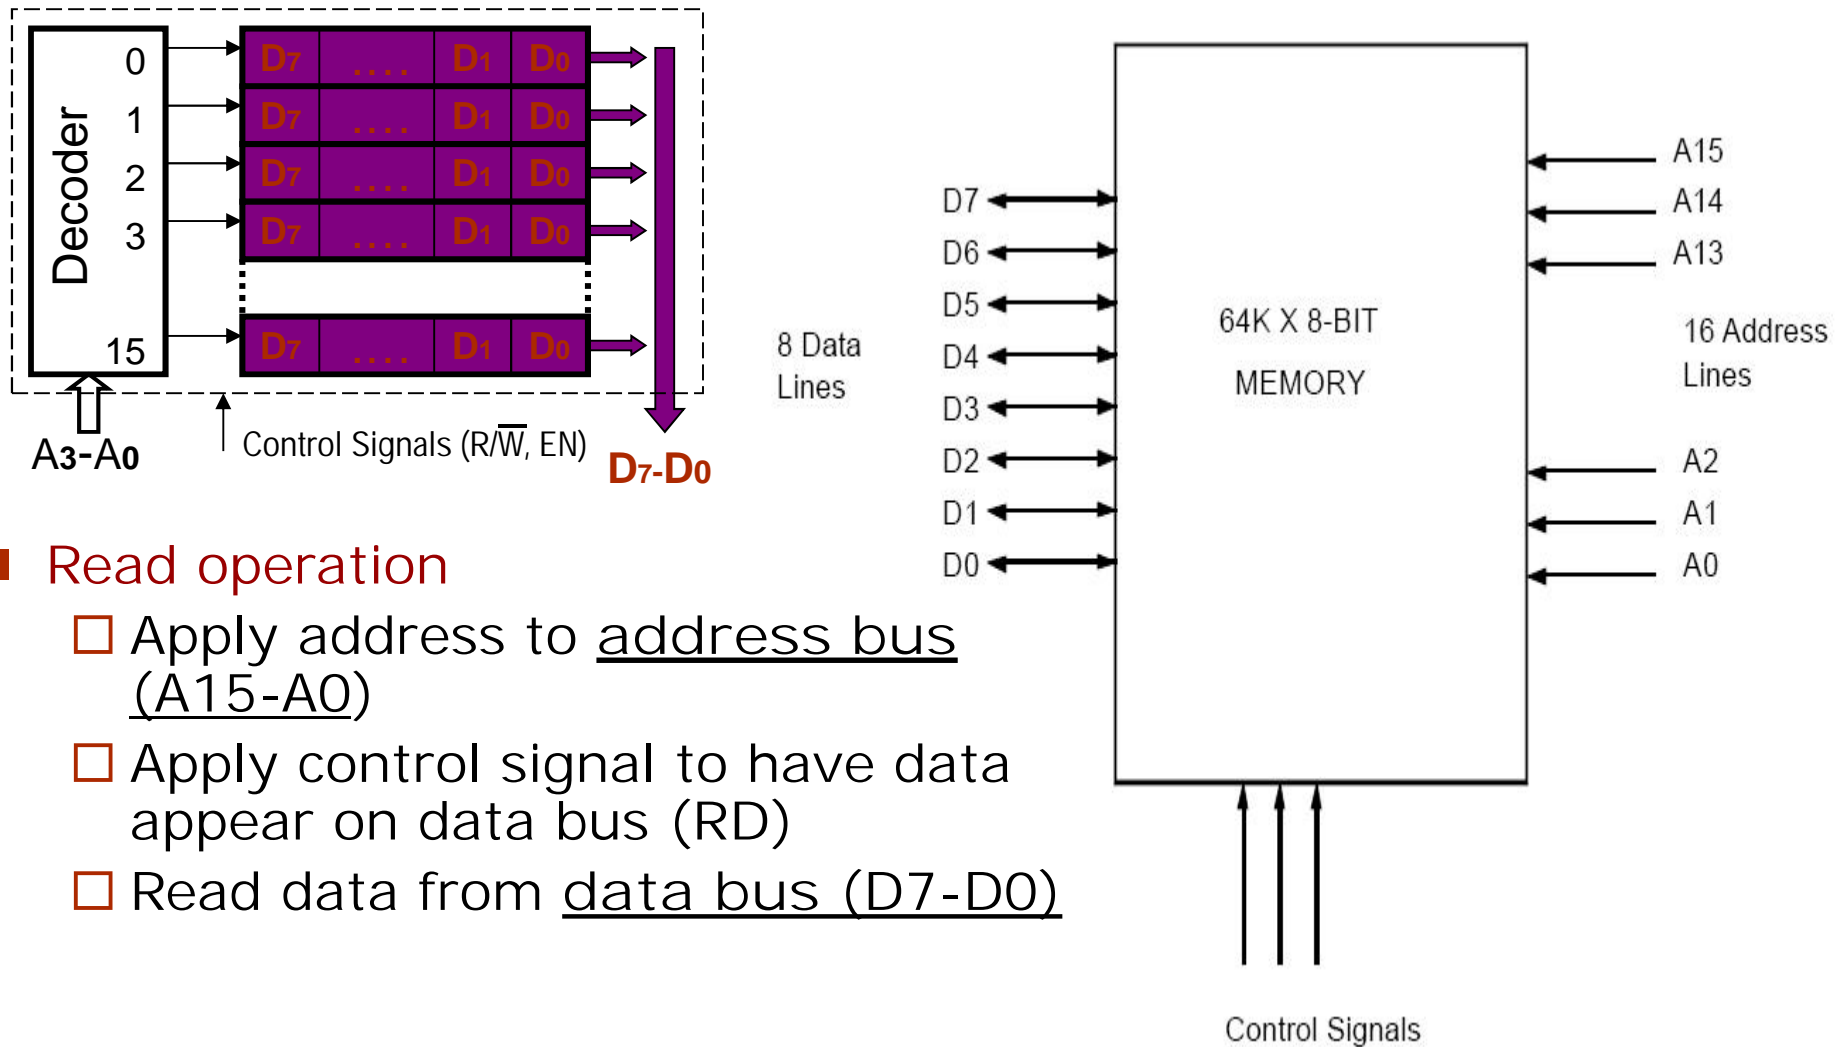 Decoder
0
1
2
3
15
D7 .... D1 D0
D7 .... D1 D0
D7 .... D1 D0
D7 .... D1 D0
D7 .... D1 D0
A3-A0
Control Signals (R/W̅, EN)
D7-D0
Read operation
Apply address to address bus
(A15-A0)
Apply control signal to have data
appear on data bus (RD)
Read data from data bus (D7-D0)
8 Data
Lines
D7
D6
D5
D4
D3
D2
D1
D0
64K X 8-BIT
MEMORY
A15
A14
A13
16 Address
Lines
A2
A1
A0
Control Signals